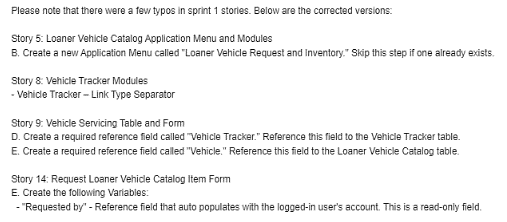 Please note that there were a few typos in sprint 1 stories. Below are the corrected versions:
Story 5: Loaner Vehicle Catalog Application Menu and Modules
B. Create a new Application Menu called "Loaner Vehicle Request and Inventory." Skip this step if one already exists.
Story 8: Vehicle Tracker Modules
- Vehicle Tracker – Link Type Separator
Story 9: Vehicle Servicing Table and Form
D. Create a required reference field called "Vehicle Tracker." Reference this field to the Vehicle Tracker table.
E. Create a required reference field called "Vehicle." Reference this field to the Loaner Vehicle Catalog table.
Story 14: Request Loaner Vehicle Catalog Item Form
E. Create the following Variables:
- "Requested by" - Reference field that auto populates with the logged-in user's account. This is a read-only field.